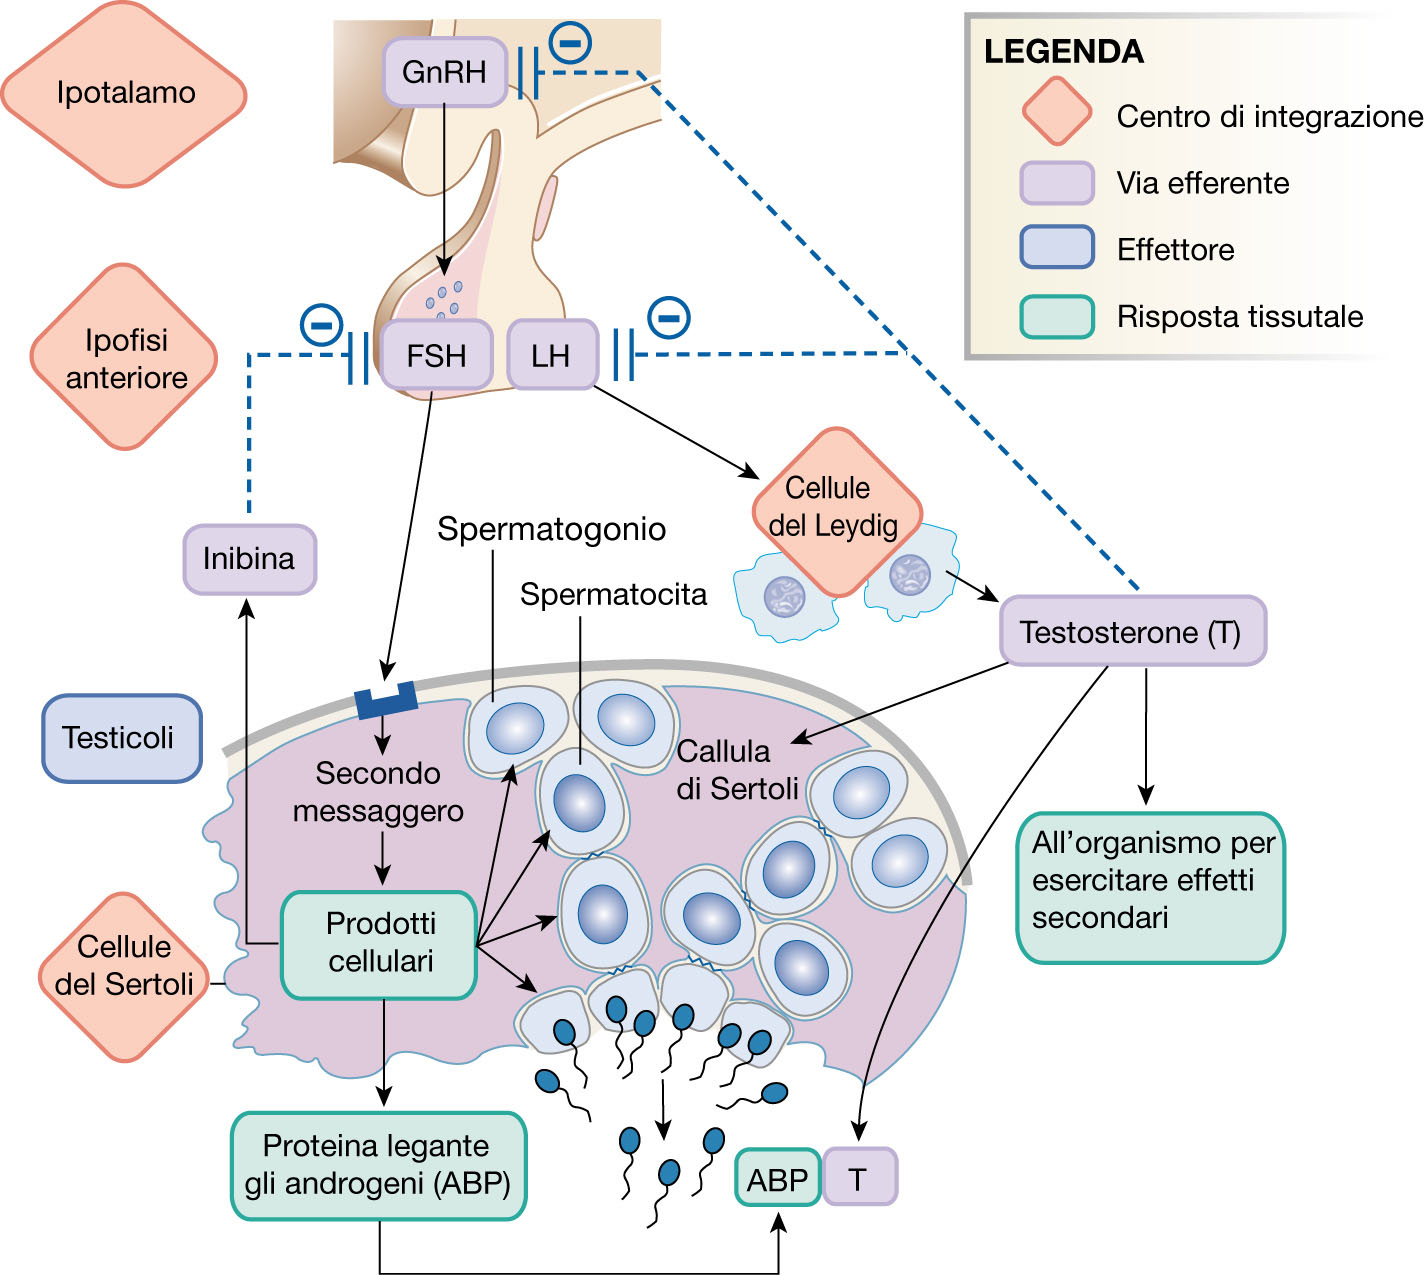 Ipotalamo
GnRH
LEGENDA
Centro di integrazione
Via efferente
Effettore
Risposta tissutale
Ipofisi
anteriore
FSH
LH
Cellule
del Leydig
Inibina
Spermatogonio
Spermatocita
Testosterone (T)
Testicoli
Secondo
messaggero
Callula
di Sertoli
All’organismo per
esercitare effetti
secondari
Prodotti
cellulari
Cellule
del Sertoli
Proteina legante
gli androgeni (ABP)
ABP
T